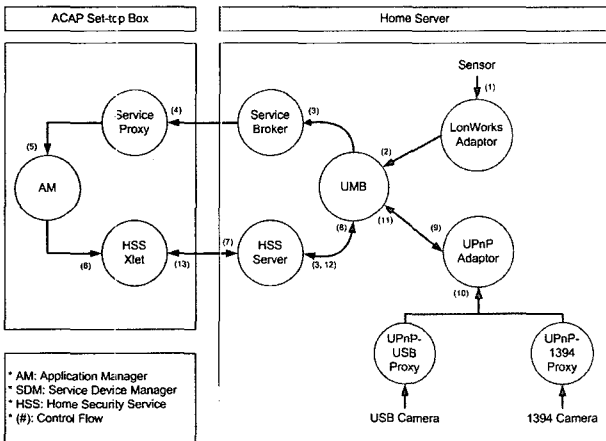 ACAP Set-top Box
Home Server
Sensor
(1)
Service
Proxy
(4)
Service
Broker
(3)
LonWorks
Adaptor
(2)
(5)
AM
UMB
(6)
HSS
Xlet
(13)
(7)
HSS
Server
(3, 12)
(8)
(11)
(9)
UPnP
Adaptor
(10)
UPnP-
USB
Proxy
UPnP-
1394
Proxy
USB Camera
1394 Camera
* AM: Application Manager
* SDM: Service Device Manager
* HSS: Home Security Service
* (#): Control Flow